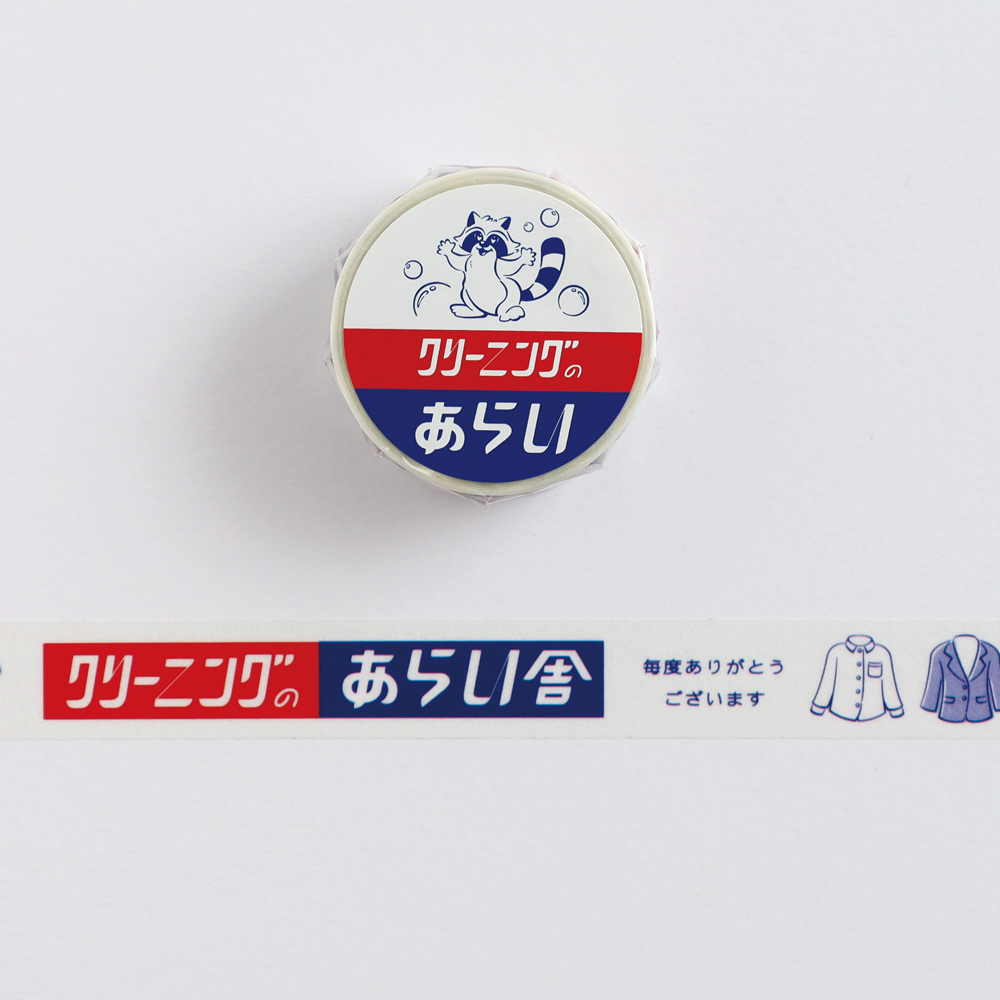 クリーニングの
あらい
クリーニングの あらい舎
毎度ありがとう
ございます